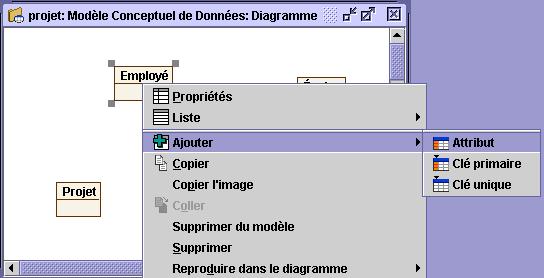 projet: Modèle Conceptuel de Données: Diagramme
Employé
Propriétés
Liste
Ajouter
Attribut
Copier
Clé primaire
Projet
Copier l'image
Clé unique
Coller
Supprimer du modèle
Supprimer
Reproduire dans le diagramme